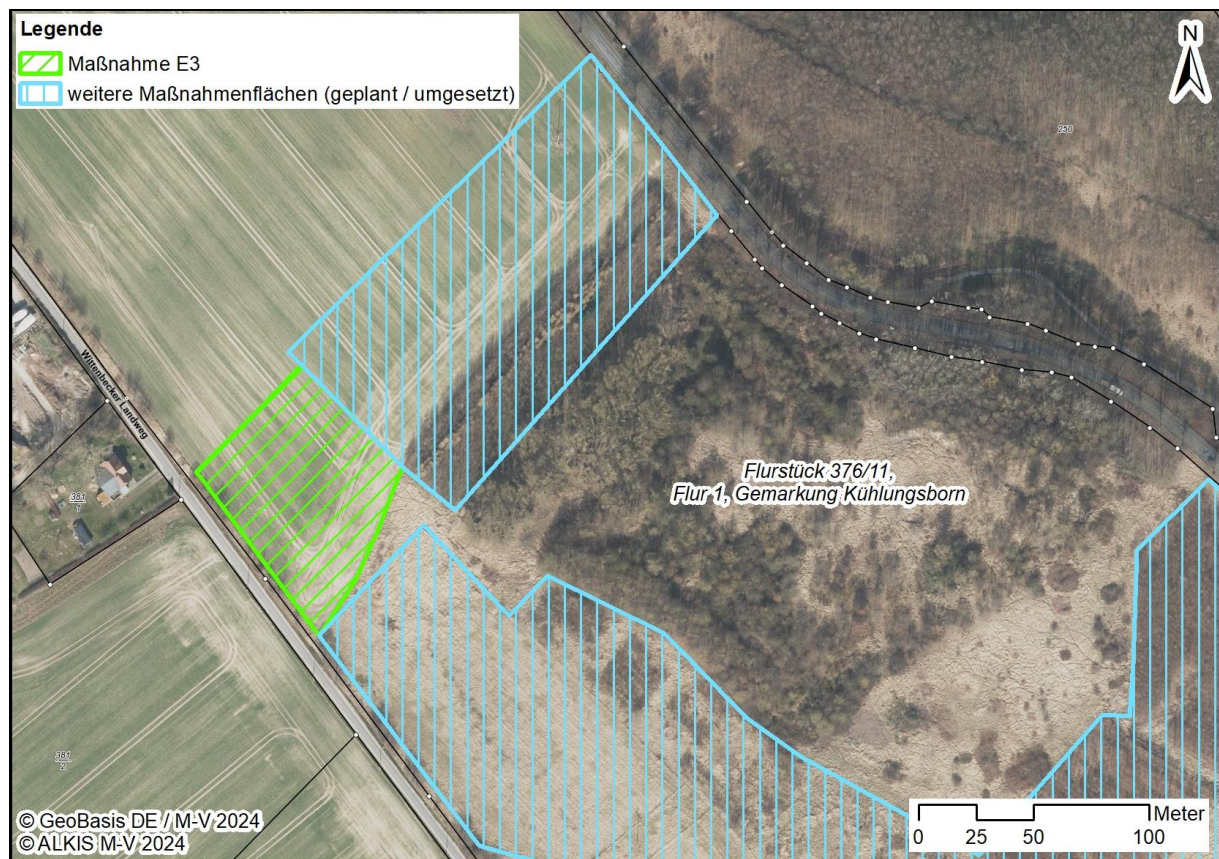 Legende
Maßnahme E3
weitere Maßnahmenflächen (geplant / umgesetzt)
N
250
Wittenbecker Landweg
381
1
Flurstück 376/11,
Flur 1, Gemarkung Kühlungsborn
381
2
© GeoBasis DE / M-V 2024
© ALKIS M-V 2024
Meter
0 25 50 100